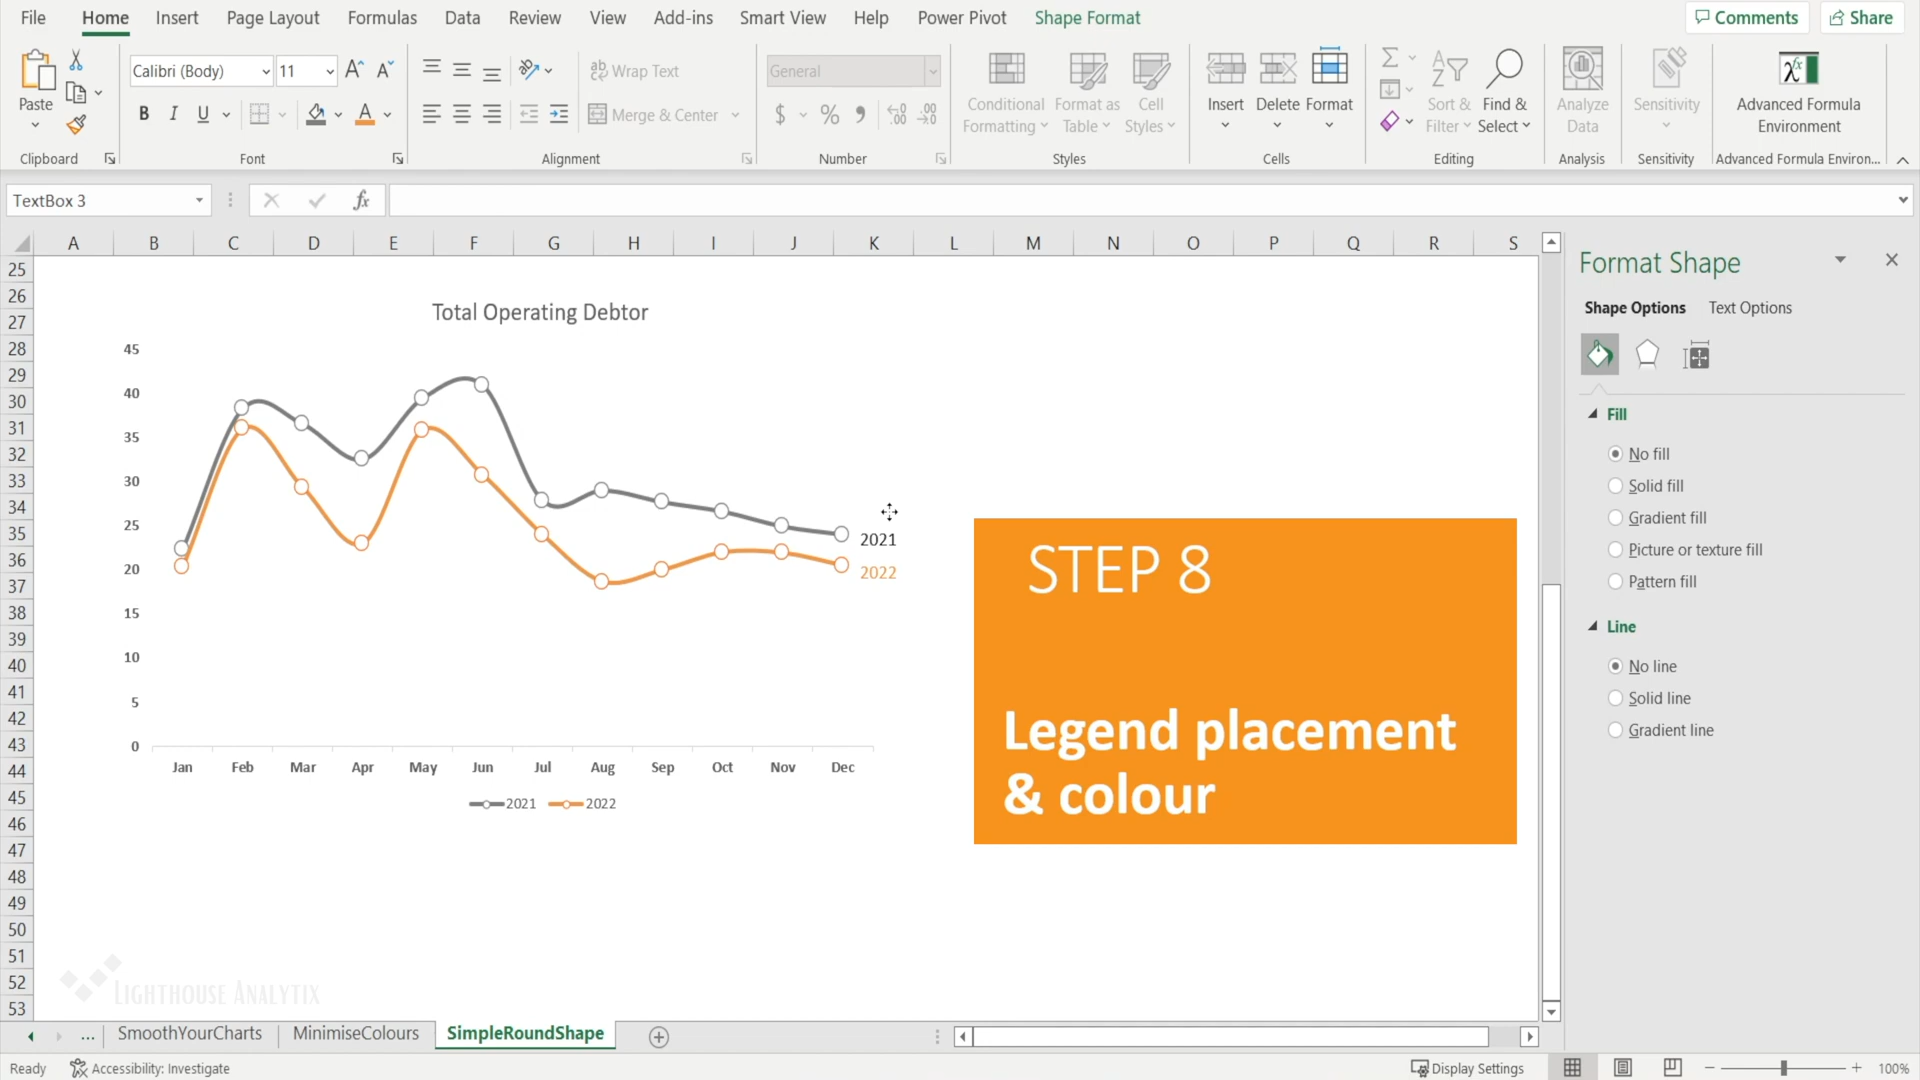 File Home Insert Page Layout Formulas Data Review View Add-ins Smart View Help Power Pivot Shape Format Comments Share
Calibri (Body) 11 A A ab Wrap Text General
Paste B I U A Merge & Center $ %
Conditional Formatting Format as Table Cell Styles Insert Delete Format Sort & Filter Find & Select Analyze Data Sensitivity Advanced Formula Environment
Clipboard Font Alignment Number Styles Cells Editing Analysis Sensitivity Advanced Formula Environ...
TextBox 3 fx
A B C D E F G H I J K L M N O P Q R S
25
26
27
28
29
30
31
32
33
34
35
36
37
38
39
40
41
42
43
44
45
46
47
48
49
50
51
52
53
Total Operating Debtor
45
40
35
30
25
20
15
10
5
0
Jan Feb Mar Apr May Jun Jul Aug Sep Oct Nov Dec
2021
2022
2021 2022
STEP 8
Legend placement
& colour
LIGHTHOUSE ANALYTIX
Format Shape
Shape Options Text Options
Fill
No fill
Solid fill
Gradient fill
Picture or texture fill
Pattern fill
Line
No line
Solid line
Gradient line
... SmoothYourCharts MinimiseColours SimpleRoundShape
Ready Accessibility: Investigate Display Settings 100%